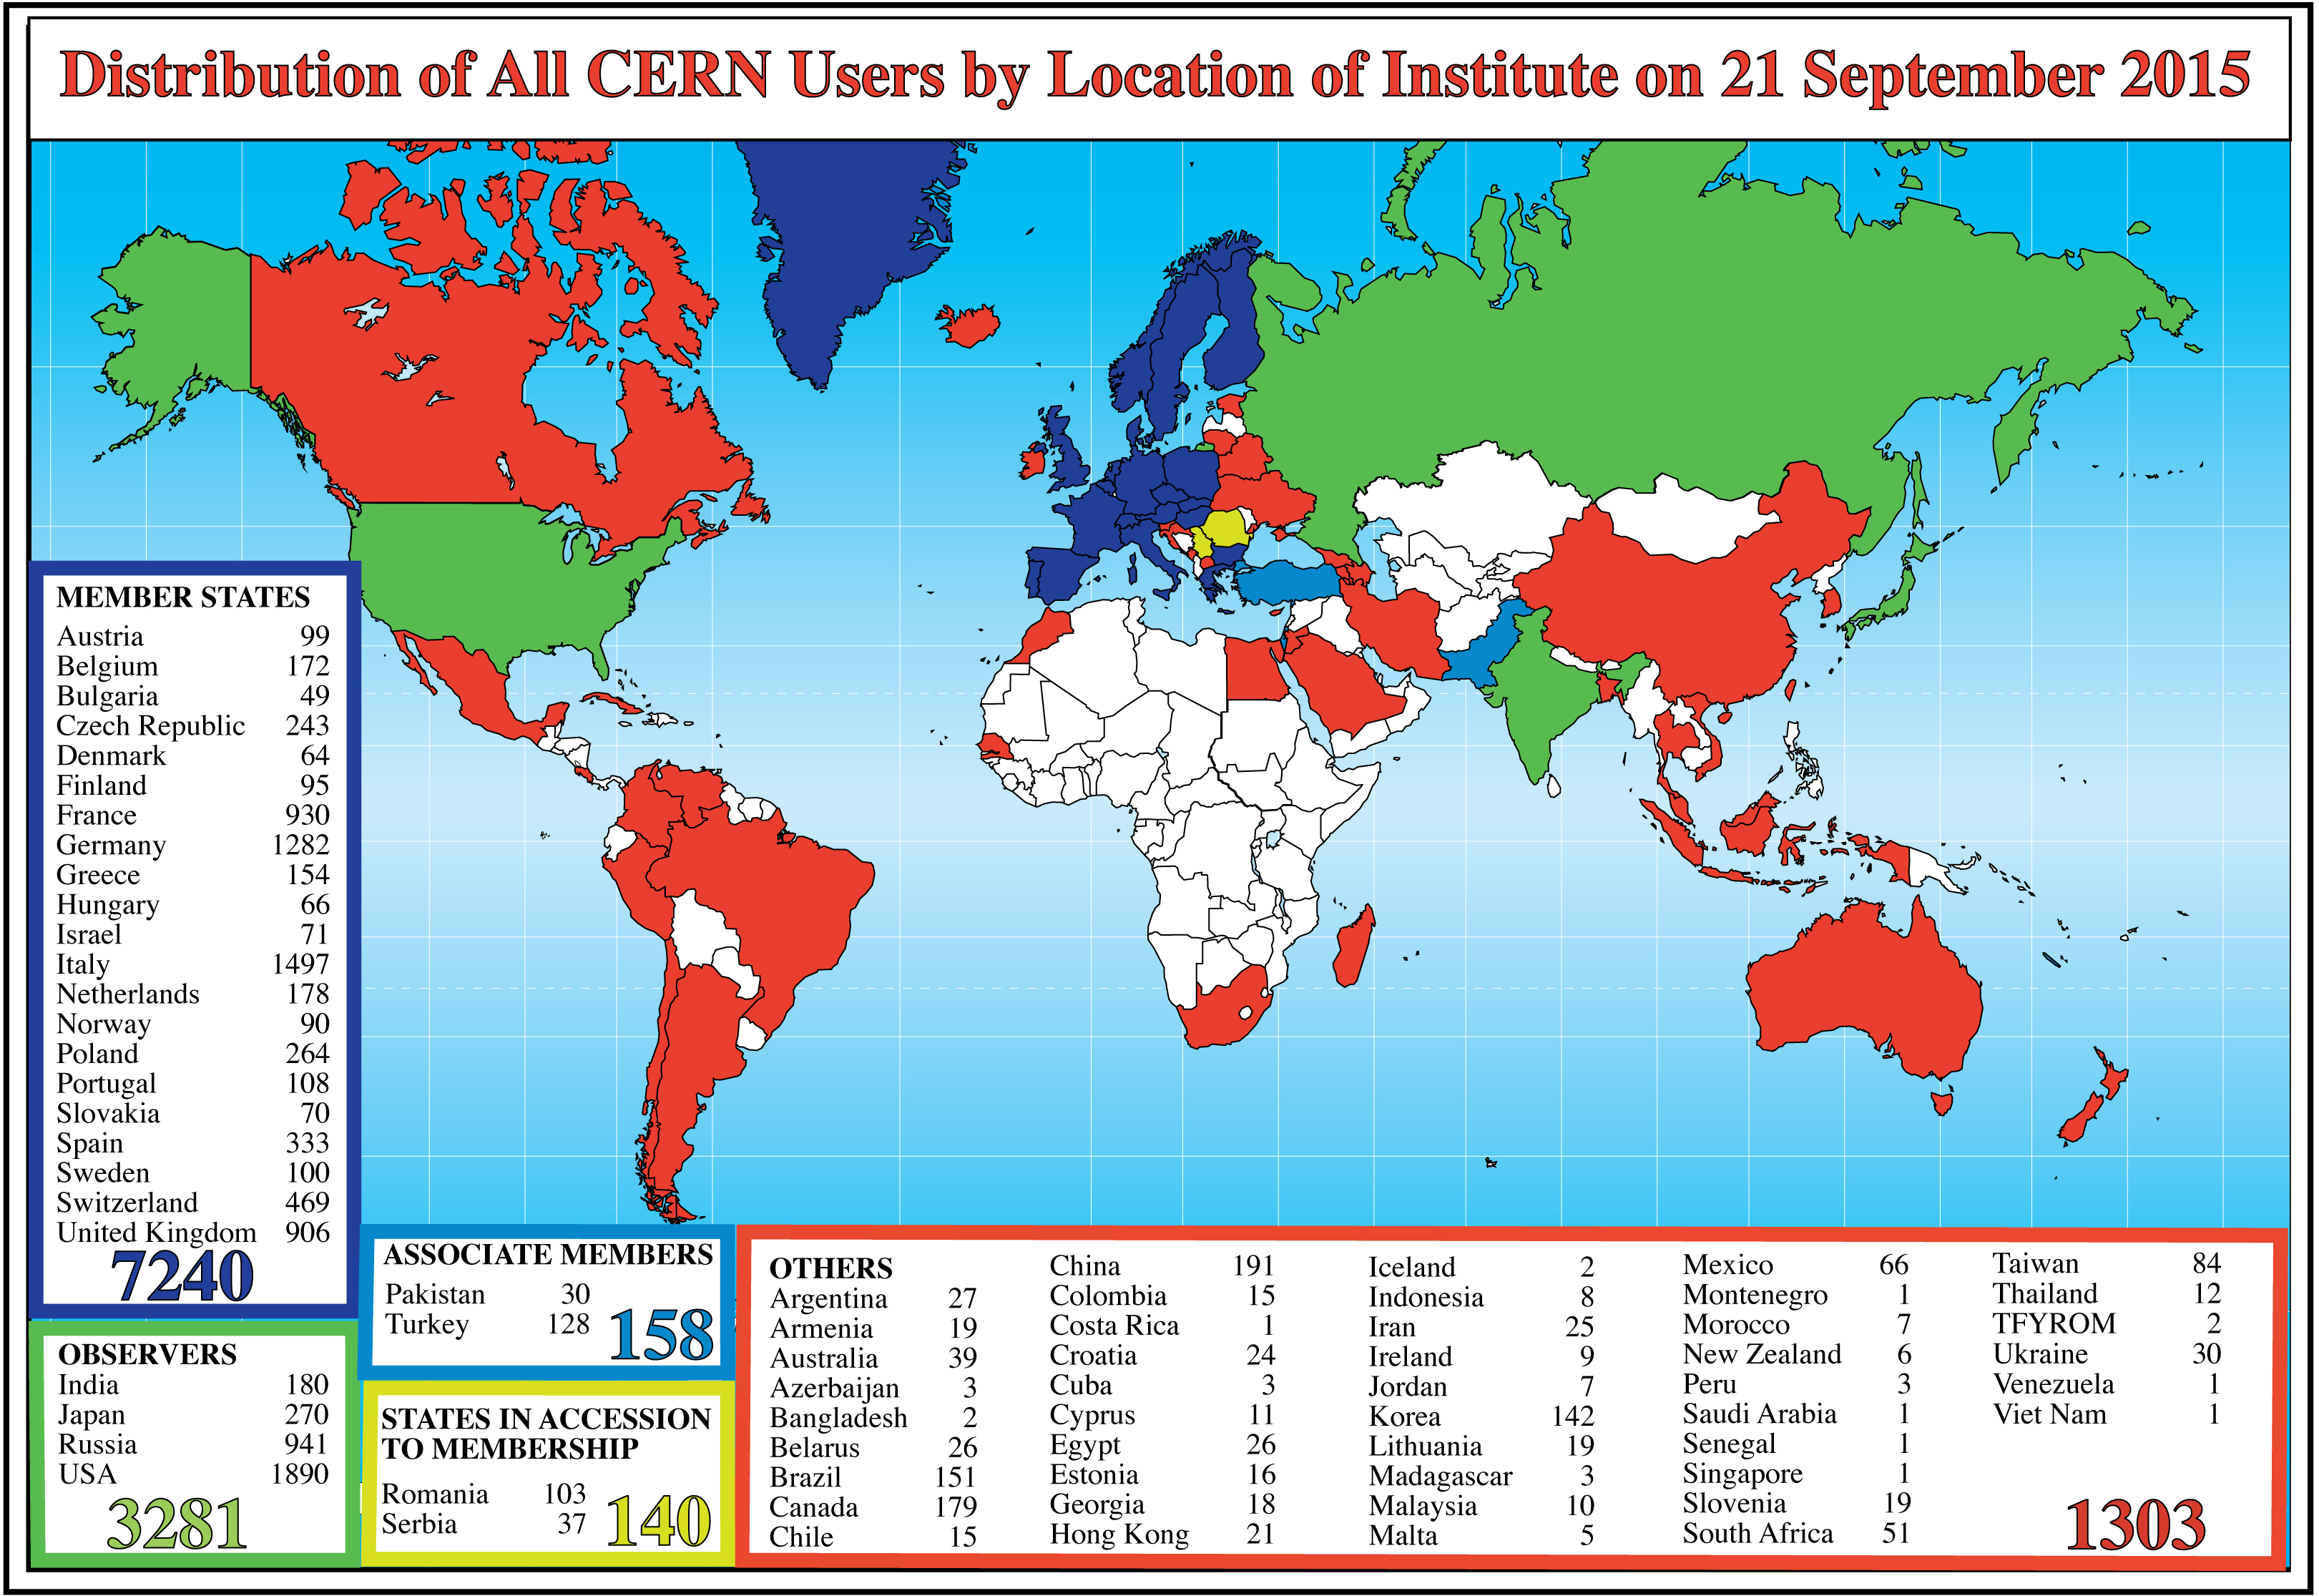 Distribution of All CERN Users by Location of Institute on 21 September 2015
MEMBER STATES
Austria 99
Belgium 172
Bulgaria 49
Czech Republic 243
Denmark 64
Finland 95
France 930
Germany 1282
Greece 154
Hungary 66
Israel 71
Italy 1497
Netherlands 178
Norway 90
Poland 264
Portugal 108
Slovakia 70
Spain 333
Sweden 100
Switzerland 469
United Kingdom 906
7240
OBSERVERS
India 180
Japan 270
Russia 941
USA 1890
3281
ASSOCIATE MEMBERS
Pakistan 30
Turkey 128
158
STATES IN ACCESSION
TO MEMBERSHIP
Romania 103
Serbia 37
140
OTHERS
Argentina 27
Armenia 19
Australia 39
Azerbaijan 3
Bangladesh 2
Belarus 26
Brazil 151
Canada 179
Chile 15
China 191
Colombia 15
Costa Rica 1
Croatia 24
Cuba 3
Cyprus 11
Egypt 26
Estonia 16
Georgia 18
Hong Kong 21
Iceland 2
Indonesia 8
Iran 25
Ireland 9
Jordan 7
Korea 142
Lithuania 19
Madagascar 3
Malaysia 10
Malta 5
Mexico 66
Montenegro 1
Morocco 7
New Zealand 6
Peru 3
Saudi Arabia 1
Senegal 1
Singapore 1
Slovenia 19
South Africa 51
Taiwan 84
Thailand 12
TFYROM 2
Ukraine 30
Venezuela 1
Viet Nam 1
1303